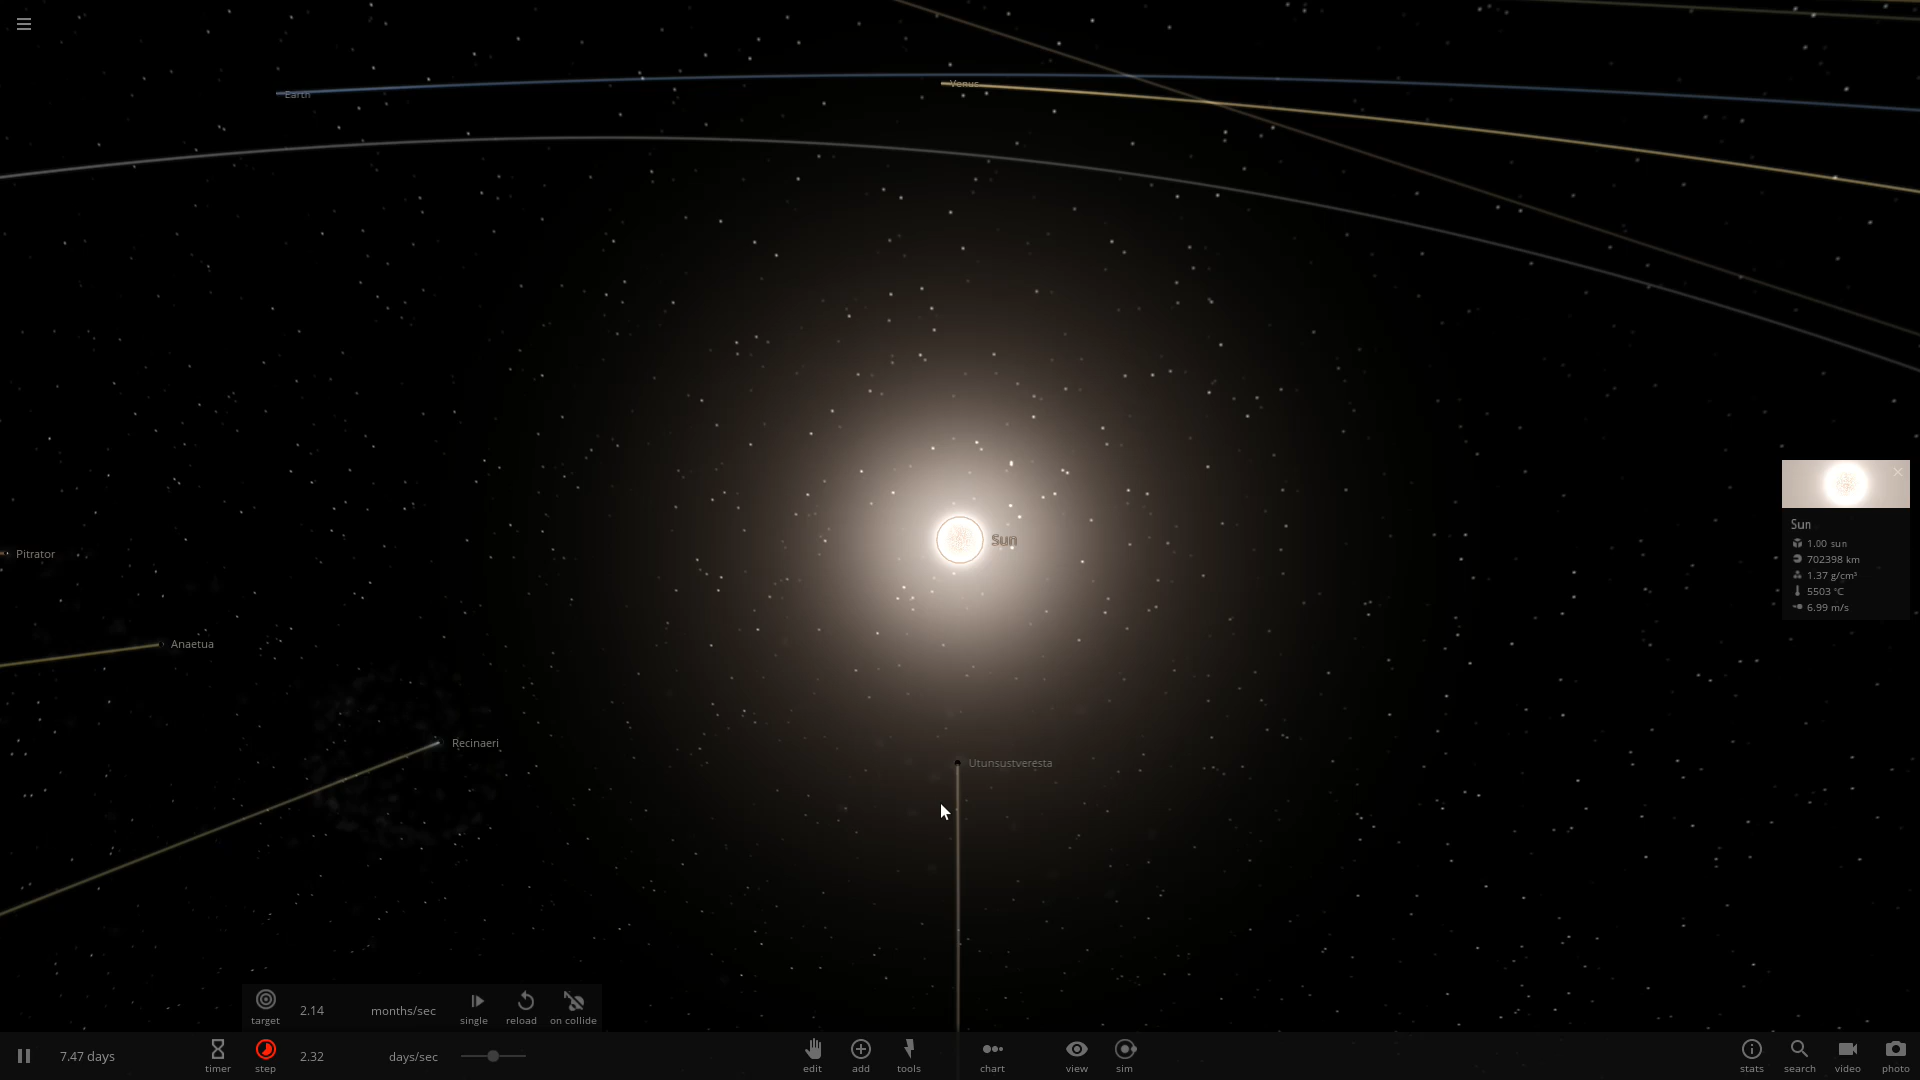 Earth
Venus
Sun
Pitrator
Anaetua
Recinaeri
Utunsustveresta
Sun
1.00 sun
702398 km
1.37 g/cm³
5503 °C
6.99 m/s
target
2.14 months/sec
single
reload
on collide
7.47 days
timer
step
2.32 days/sec
edit
add
tools
chart
view
sim
stats
search
video
photo